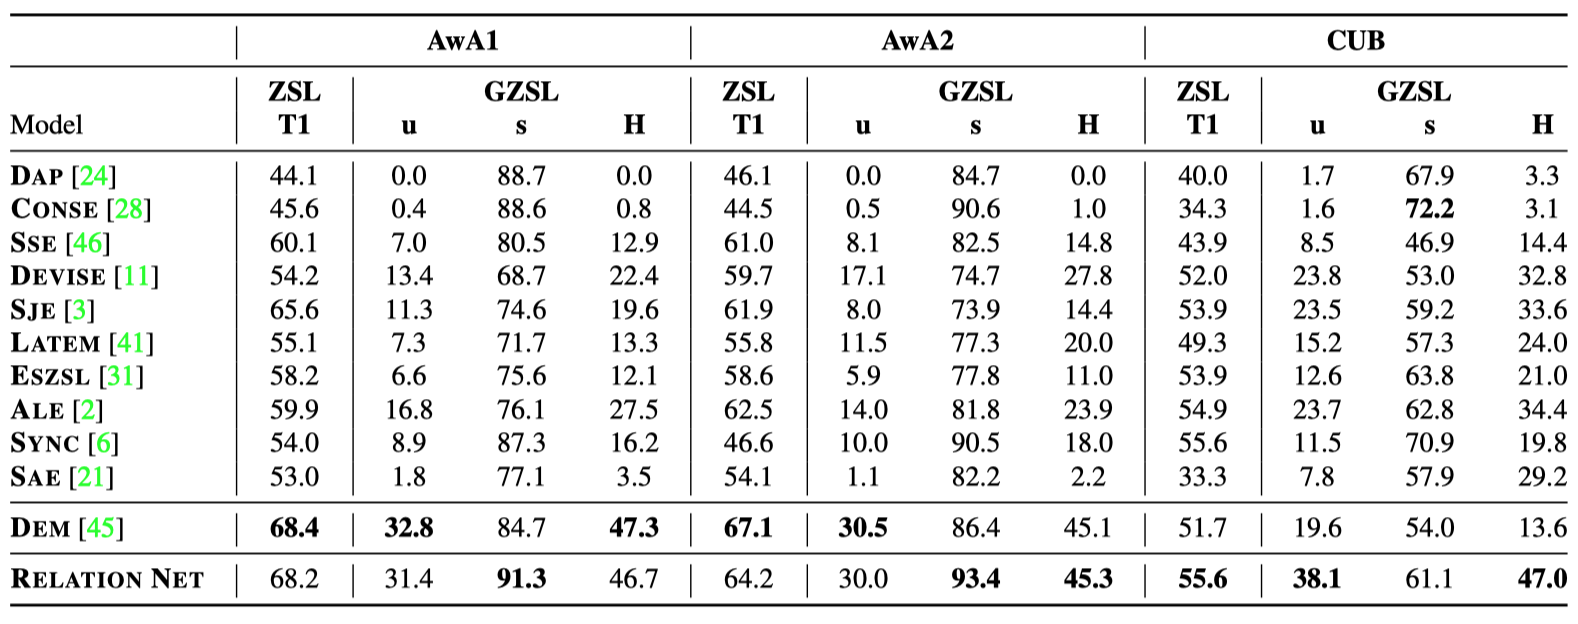 AwA1 AwA2 CUB
ZSL GZSL ZSL GZSL ZSL GZSL
Model T1 u s H T1 u s H T1 u s H
DAP [24] 44.1 0.0 88.7 0.0 46.1 0.0 84.7 0.0 40.0 1.7 67.9 3.3
CONSE [28] 45.6 0.4 88.6 0.8 44.5 0.5 90.6 1.0 34.3 1.6 72.2 3.1
SSE [46] 60.1 7.0 80.5 12.9 61.0 8.1 82.5 14.8 43.9 8.5 46.9 14.4
DEVISE [11] 54.2 13.4 68.7 22.4 59.7 17.1 74.7 27.8 52.0 23.8 53.0 32.8
SJE [3] 65.6 11.3 74.6 19.6 61.9 8.0 73.9 14.4 53.9 23.5 59.2 33.6
LATEM [41] 55.1 7.3 71.7 13.3 55.8 11.5 77.3 20.0 49.3 15.2 57.3 24.0
ESZSL [31] 58.2 6.6 75.6 12.1 58.6 5.9 77.8 11.0 53.9 12.6 63.8 21.0
ALE [2] 59.9 16.8 76.1 27.5 62.5 14.0 81.8 23.9 54.9 23.7 62.8 34.4
SYNC [6] 54.0 8.9 87.3 16.2 46.6 10.0 90.5 18.0 55.6 11.5 70.9 19.8
SAE [21] 53.0 1.8 77.1 3.5 54.1 1.1 82.2 2.2 33.3 7.8 57.9 29.2
DEM [45] 68.4 32.8 84.7 47.3 67.1 30.5 86.4 45.1 51.7 19.6 54.0 13.6
RELATION NET 68.2 31.4 91.3 46.7 64.2 30.0 93.4 45.3 55.6 38.1 61.1 47.0